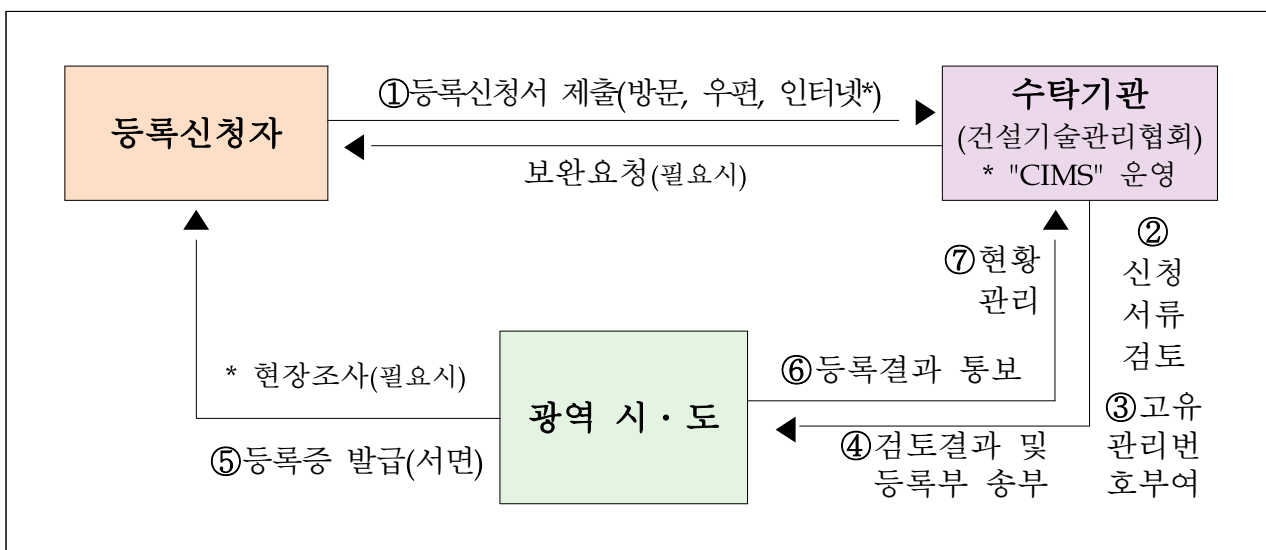 ①등록신청서 제출(방문, 우편, 인터넷*)
등록신청자
수탁기관
(건설기술관리협회)
* "CIMS" 운영
보완요청(필요시)
②
신청
서류
검토
⑦현황
관리
* 현장조사(필요시)
⑥등록결과 통보
광역 시·도
③고유
관리번
호부여
④검토결과 및
등록부 송부
⑤등록증 발급(서면)